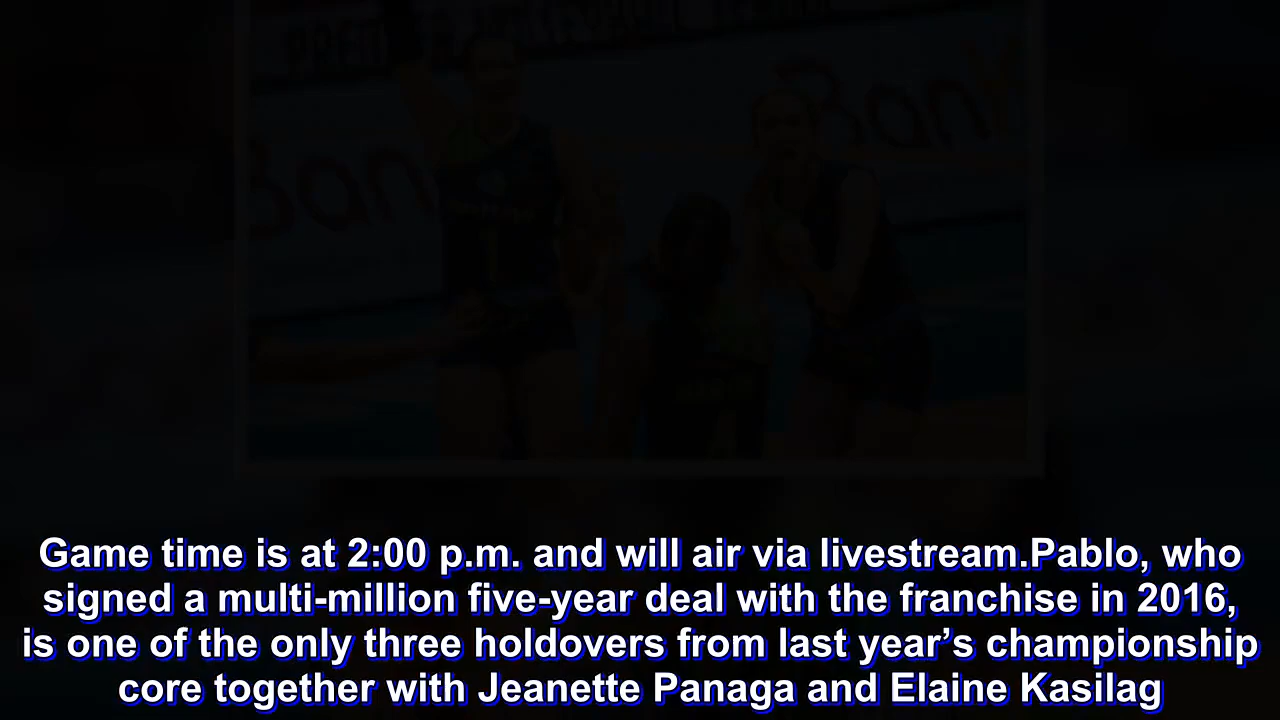 Game time is at 2:00 p.m. and will air via livestream.Pablo, who
signed a multi-million five-year deal with the franchise in 2016,
is one of the only three holdovers from last year’s championship
core together with Jeanette Panaga and Elaine Kasilag